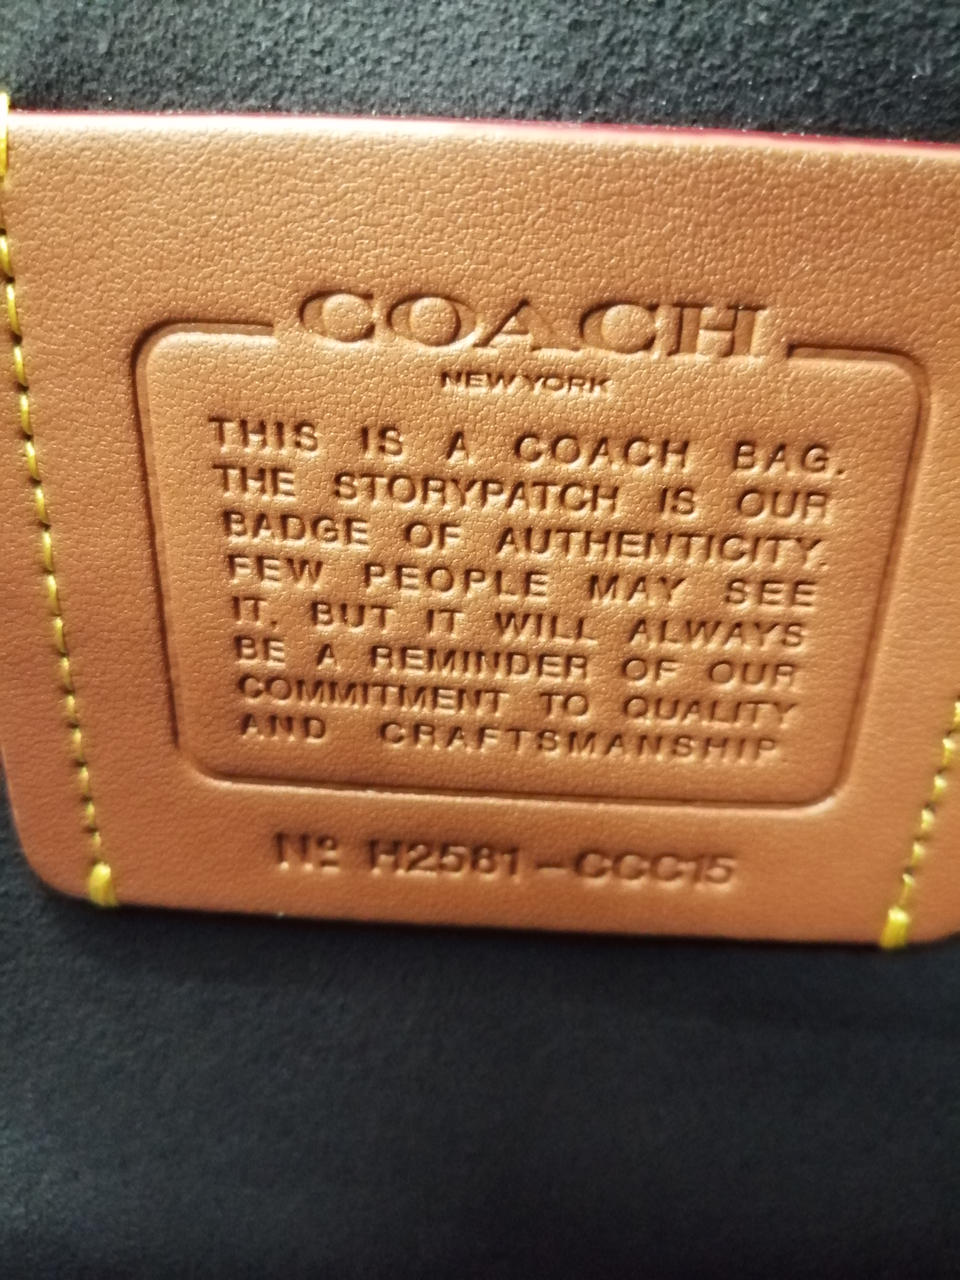 COACH
NEW YORK
THIS IS A COACH BAG.
THE STORYPATCH IS OUR
BADGE OF AUTHENTICITY.
FEW PEOPLE MAY SEE
IT. BUT IT WILL ALWAYS
BE A REMINDER OF OUR
COMMITMENT TO QUALITY
AND CRAFTSMANSHIP.
Nº H2581-CCC15